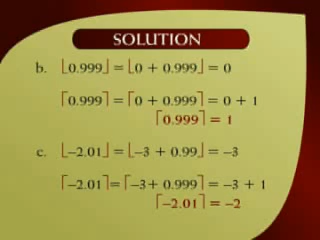 SOLUTION
b. ⌊0.999⌋ = ⌊0 + 0.999⌋ = 0
⌈0.999⌉ = ⌈0 + 0.999⌉ = 0 + 1
⌈0.999⌉ = 1
c. ⌊–2.01⌋ = ⌊–3 + 0.99⌋ = –3
⌈–2.01⌉ = ⌈–3+ 0.999⌉ = –3 + 1
⌈–2.01⌉ = –2